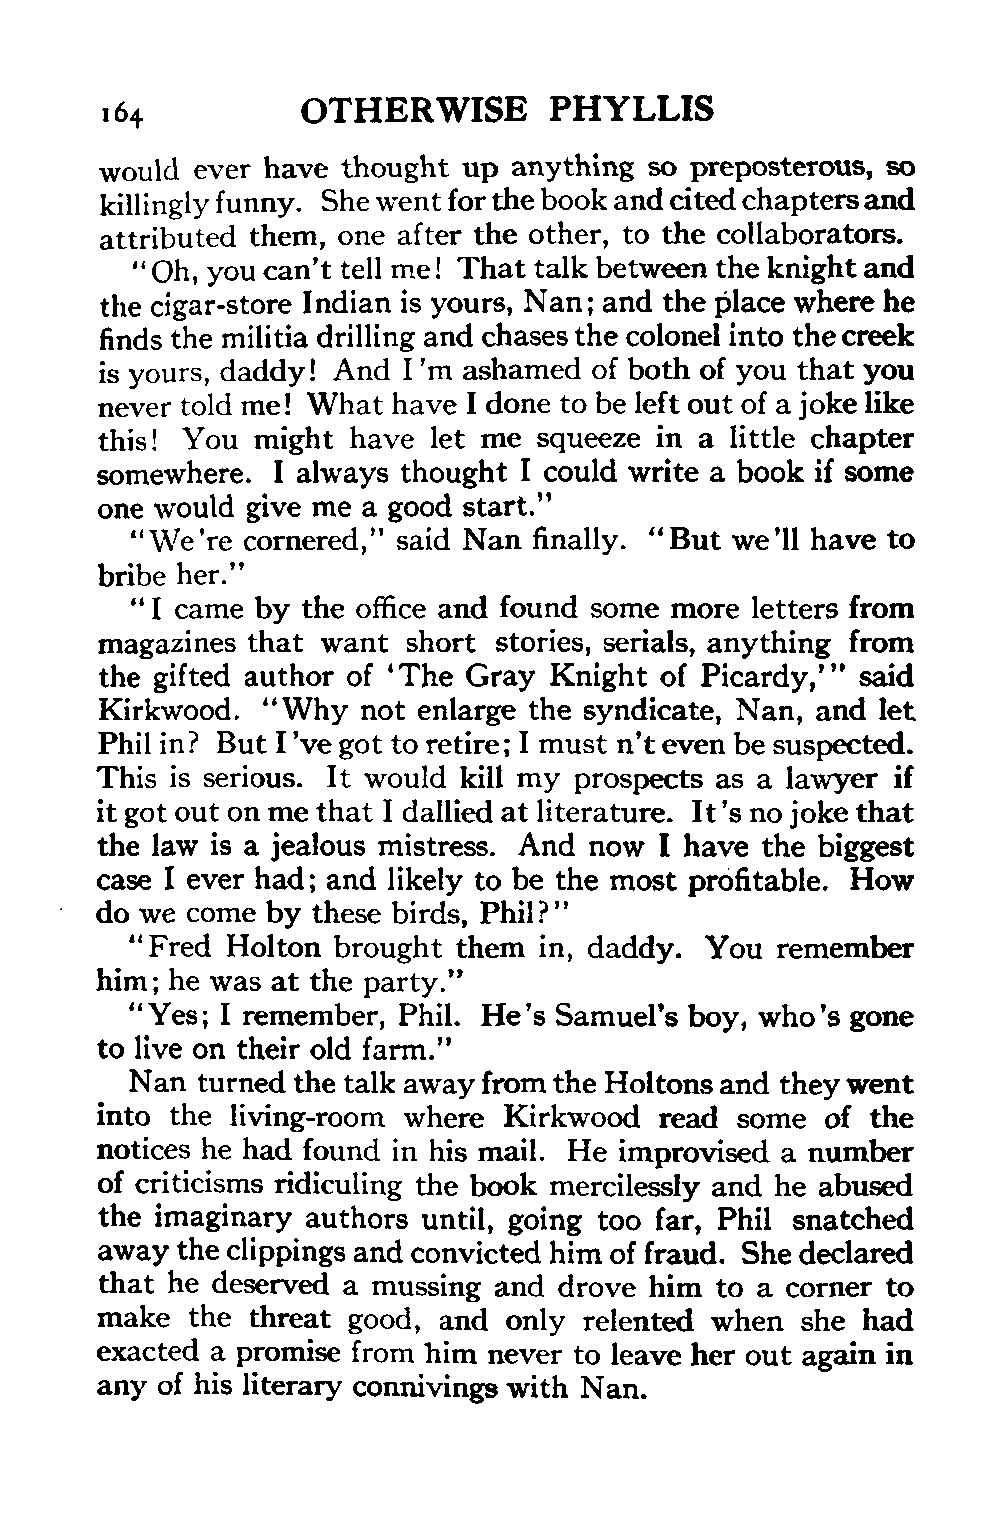 164 OTHERWISE PHYLLIS
would ever have thought up anything so preposterous, so
killingly funny. She went for the book and cited chapters and
attributed them, one after the other, to the collaborators.
"Oh, you can't tell me! That talk between the knight and
the cigar-store Indian is yours, Nan; and the place where he
finds the militia drilling and chases the colonel into the creek
is yours, daddy! And I 'm ashamed of both of you that you
never told me! What have I done to be left out of a joke like
this! You might have let me squeeze in a little chapter
somewhere. I always thought I could write a book if some
one would give me a good start."
"We 're cornered," said Nan finally. "But we 'll have to
bribe her."
"I came by the office and found some more letters from
magazines that want short stories, serials, anything from
the gifted author of 'The Gray Knight of Picardy,'" said
Kirkwood. "Why not enlarge the syndicate, Nan, and let
Phil in? But I 've got to retire; I must n't even be suspected.
This is serious. It would kill my prospects as a lawyer if
it got out on me that I dallied at literature. It 's no joke that
the law is a jealous mistress. And now I have the biggest
case I ever had; and likely to be the most profitable. How
do we come by these birds, Phil?"
"Fred Holton brought them in, daddy. You remember
him; he was at the party."
"Yes; I remember, Phil. He 's Samuel's boy, who 's gone
to live on their old farm."
Nan turned the talk away from the Holtons and they went
into the living-room where Kirkwood read some of the
notices he had found in his mail. He improvised a number
of criticisms ridiculing the book mercilessly and he abused
the imaginary authors until, going too far, Phil snatched
away the clippings and convicted him of fraud. She declared
that he deserved a mussing and drove him to a corner to
make the threat good, and only relented when she had
exacted a promise from him never to leave her out again in
any of his literary connivings with Nan.